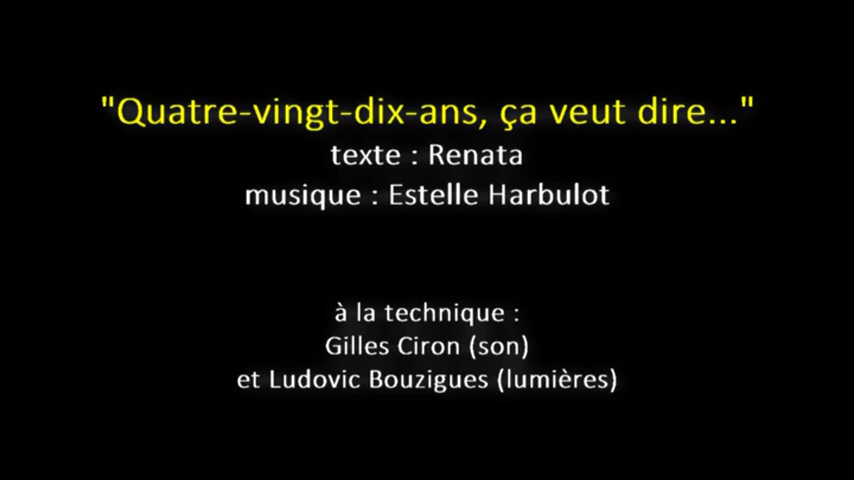 "Quatre-vingt-dix-ans, ça veut dire..."
texte : Renata
musique : Estelle Harbulot
à la technique :
Gilles Ciron (son)
et Ludovic Bouzigues (lumières)